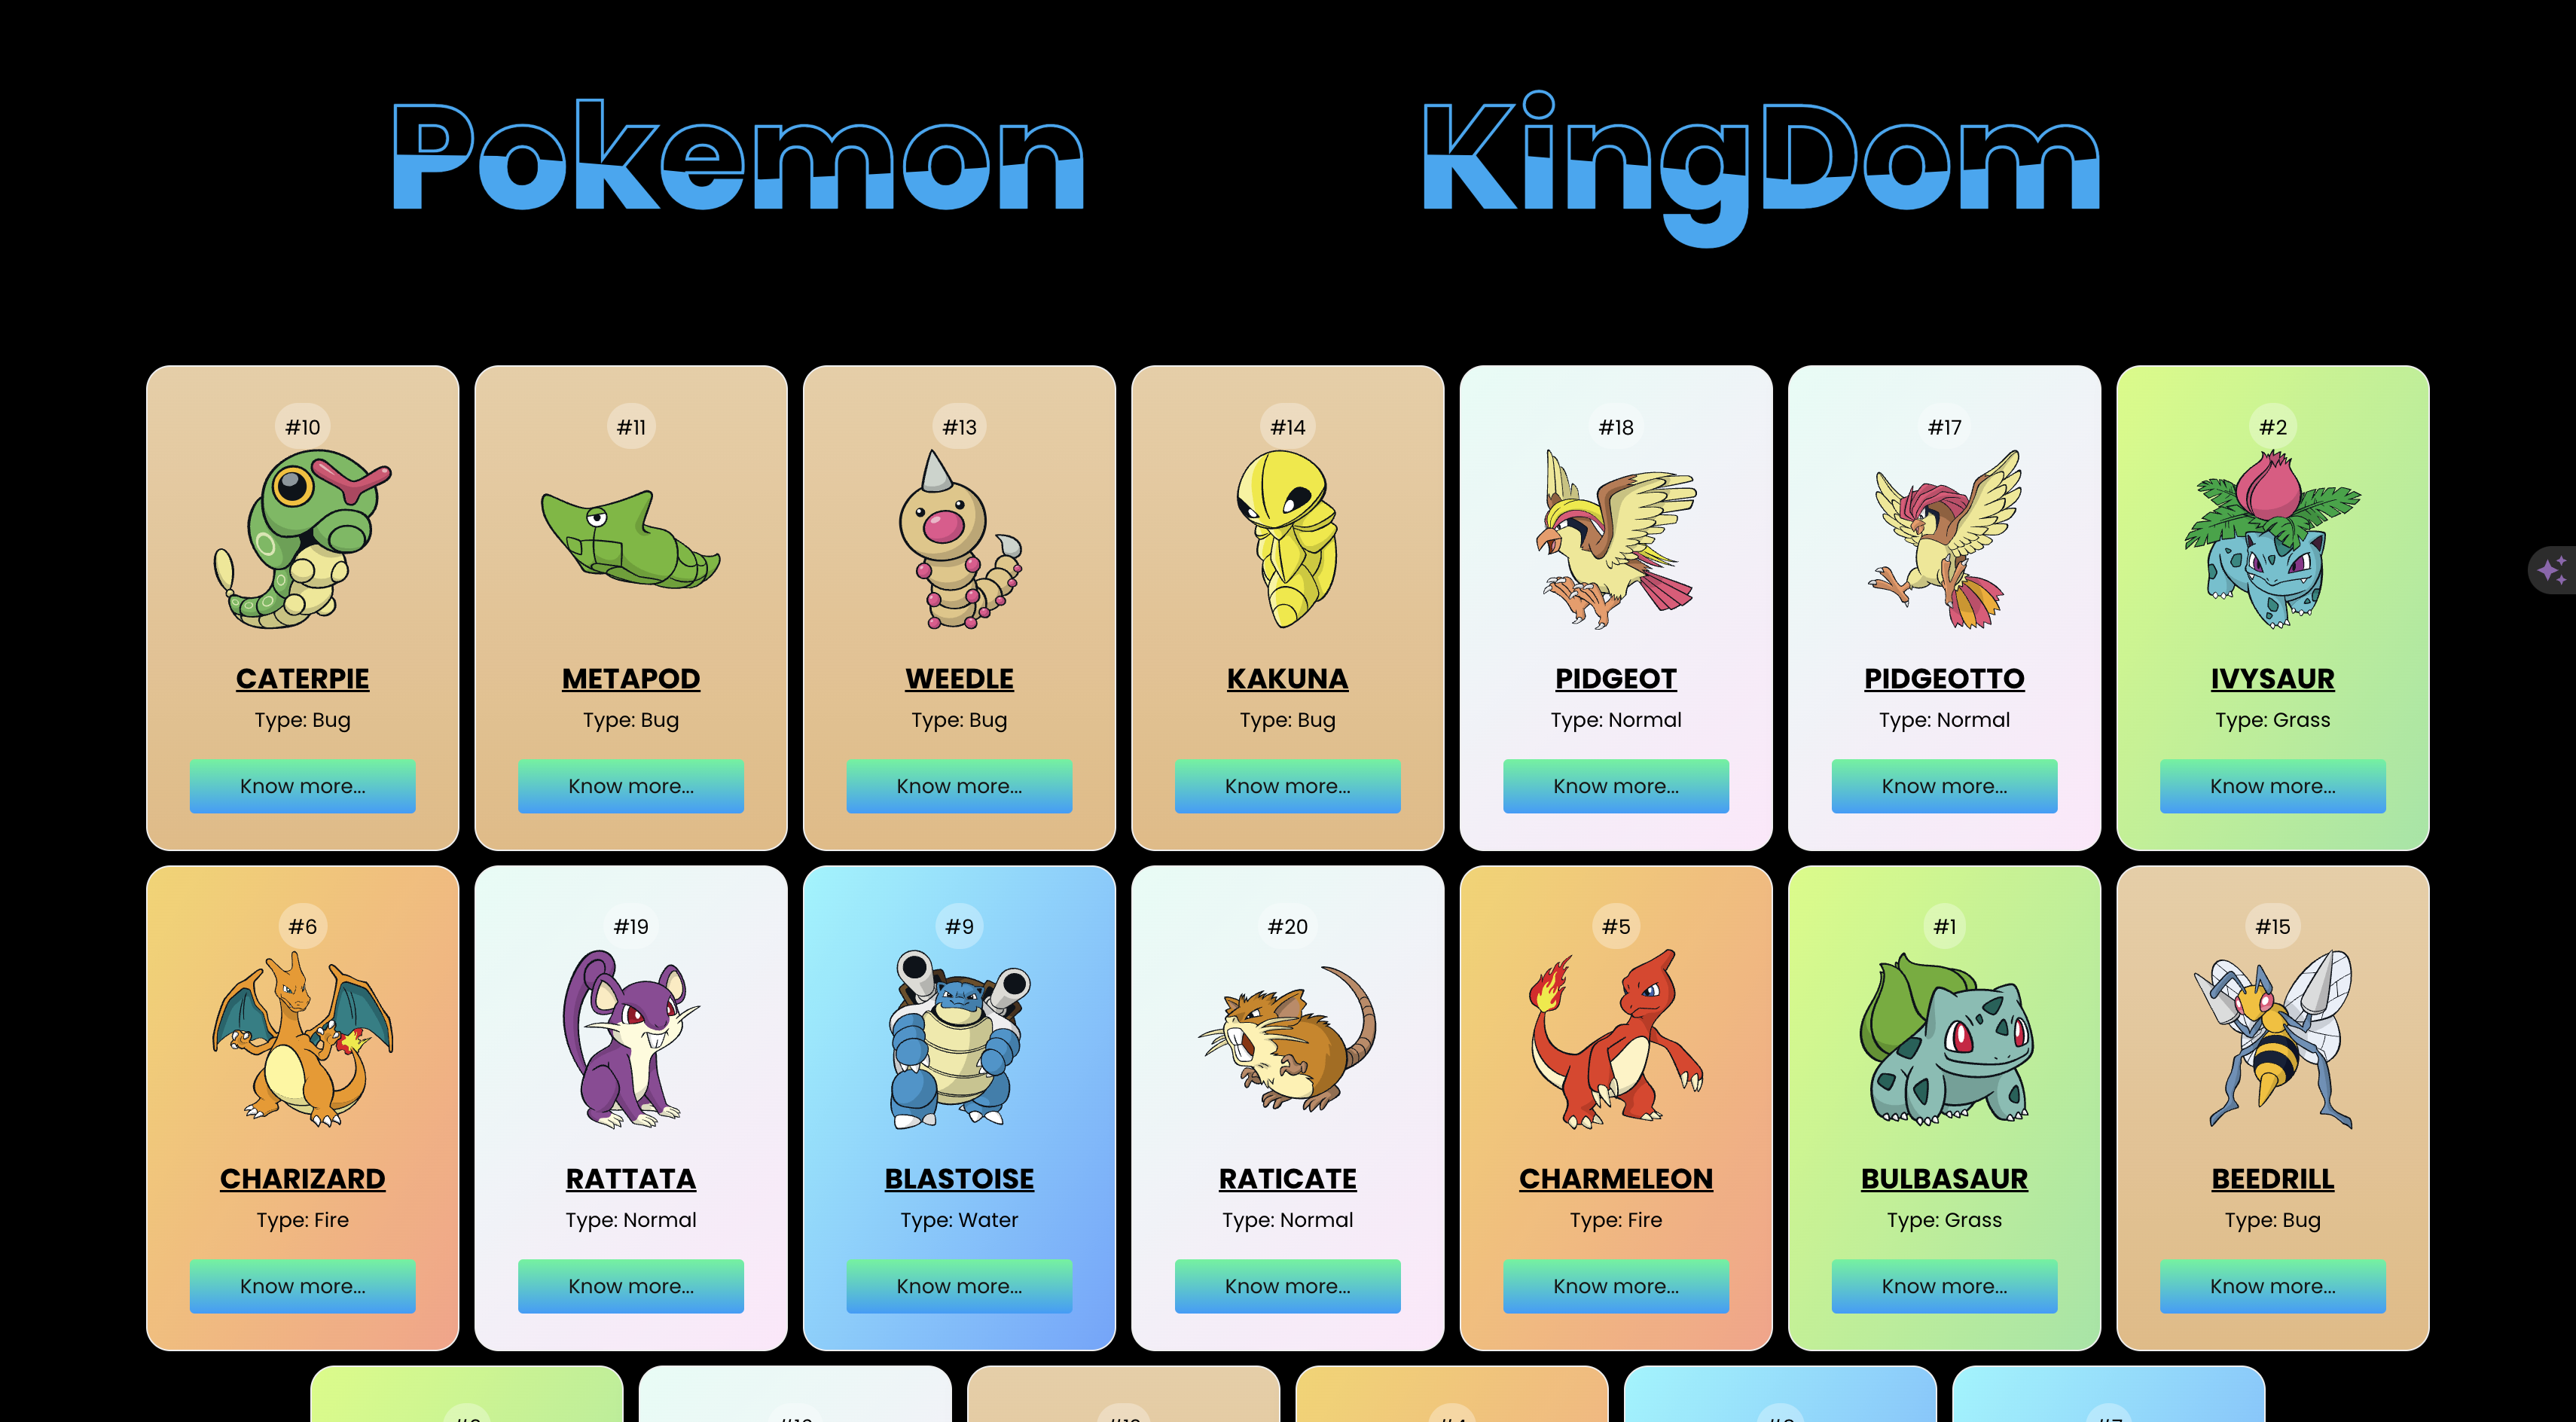 Pokemon KingDom
#10 #11 #13 #14 #18 #17 #2
CATERPIE METAPOD WEEDLE KAKUNA PIDGEOT PIDGEOTTO IVYSAUR
Type: Bug Type: Bug Type: Bug Type: Bug Type: Normal Type: Normal Type: Grass
Know more... Know more... Know more... Know more... Know more... Know more... Know more...
#6 #19 #9 #20 #5 #1 #15
CHARIZARD RATTATA BLASTOISE RATICATE CHARMELEON BULBASAUR BEEDRILL
Type: Fire Type: Normal Type: Water Type: Normal Type: Fire Type: Grass Type: Bug
Know more... Know more... Know more... Know more... Know more... Know more... Know more...